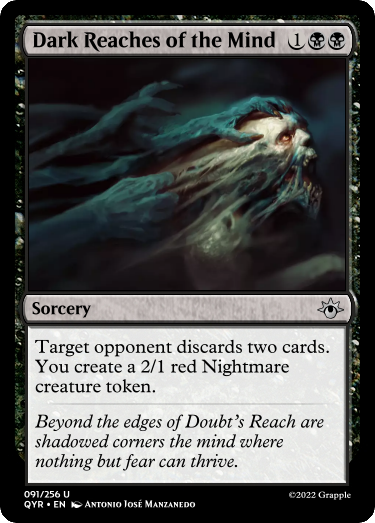 Dark Reaches of the Mind 1
Sorcery
Target opponent discards two cards.
You create a 2/1 red Nightmare
creature token.
Beyond the edges of Doubt's Reach are
shadowed corners the mind where
nothing but fear can thrive.
091/256 U
QYR • EN Antonio José Manzanedo
©2022 Grapple